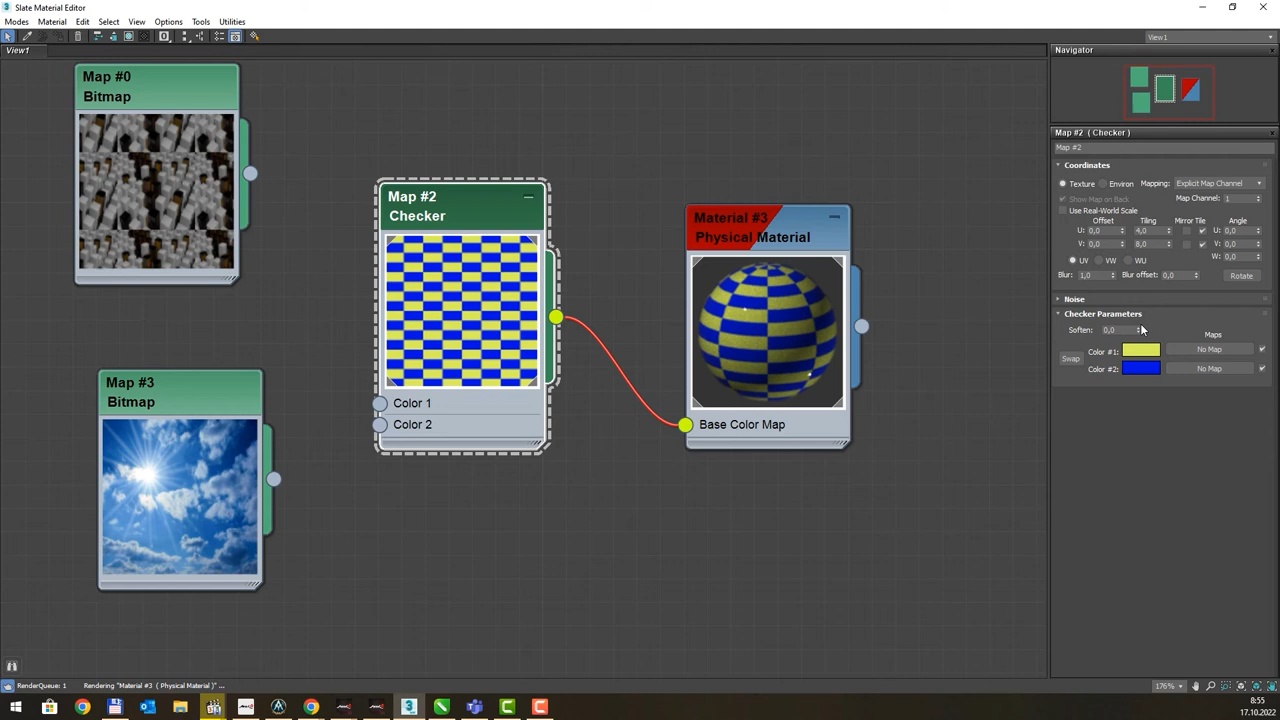 Slate Material Editor
Modes Material Edit Select View Options Tools Utilities
View1
View1
Map #0
Bitmap
Map #2
Checker
Color 1
Color 2
Map #3
Bitmap
Material #3
Physical Material
Base Color Map
Navigator
Map #2 ( Checker )
Map #2
Coordinates
Texture Environ Mapping: Explicit Map Channel
Show Map on Back Map Channel: 1
Use Real-World Scale
Offset Tiling Mirror Tile Angle
U: 0,0 4,0 U: 0,0
V: 0,0 8,0 V: 0,0
UV VW WU W: 0,0
Blur: 1,0 Blur offset: 0,0 Rotate
Noise
Checker Parameters
Soften: 0,0 Maps
Color #1: No Map
Swap
Color #2: No Map
RenderQueue: 1 Rendering "Material #3 ( Physical Material )" ...
176%
8:55
17.10.2022